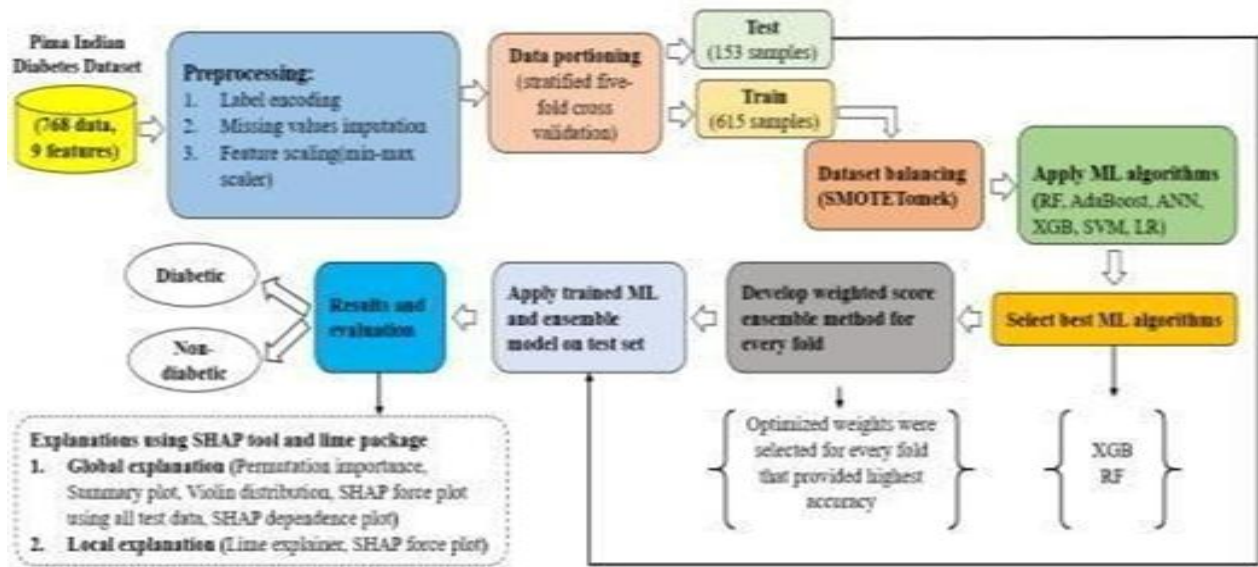 Pima Indian
Diabetes Dataset
(768 data,
9 features)
Preprocessing:
1. Label encoding
2. Missing values imputation
3. Feature scaling(min-max
scaler)
Data portioning
(stratified five-
fold cross
validation)
Test
(153 samples)
Train
(615 samples)
Dataset balancing
(SMOTETomek)
Apply ML algorithms
(RF, AdaBoost, ANN,
XGB, SVM, LR)
Select best ML algorithms
XGB
RF
Develop weighted score
ensemble method for
every fold
Optimized weights were
selected for every fold
that provided highest
accuracy
Apply trained ML
and ensemble
model on test set
Results and
evaluation
Diabetic
Non-
diabetic
Explanations using SHAP tool and lime package
1. Global explanation (Permutation importance,
Summary plot, Violin distribution, SHAP force plot
using all test data, SHAP dependence plot)
2. Local explanation (Lime explainer, SHAP force plot)